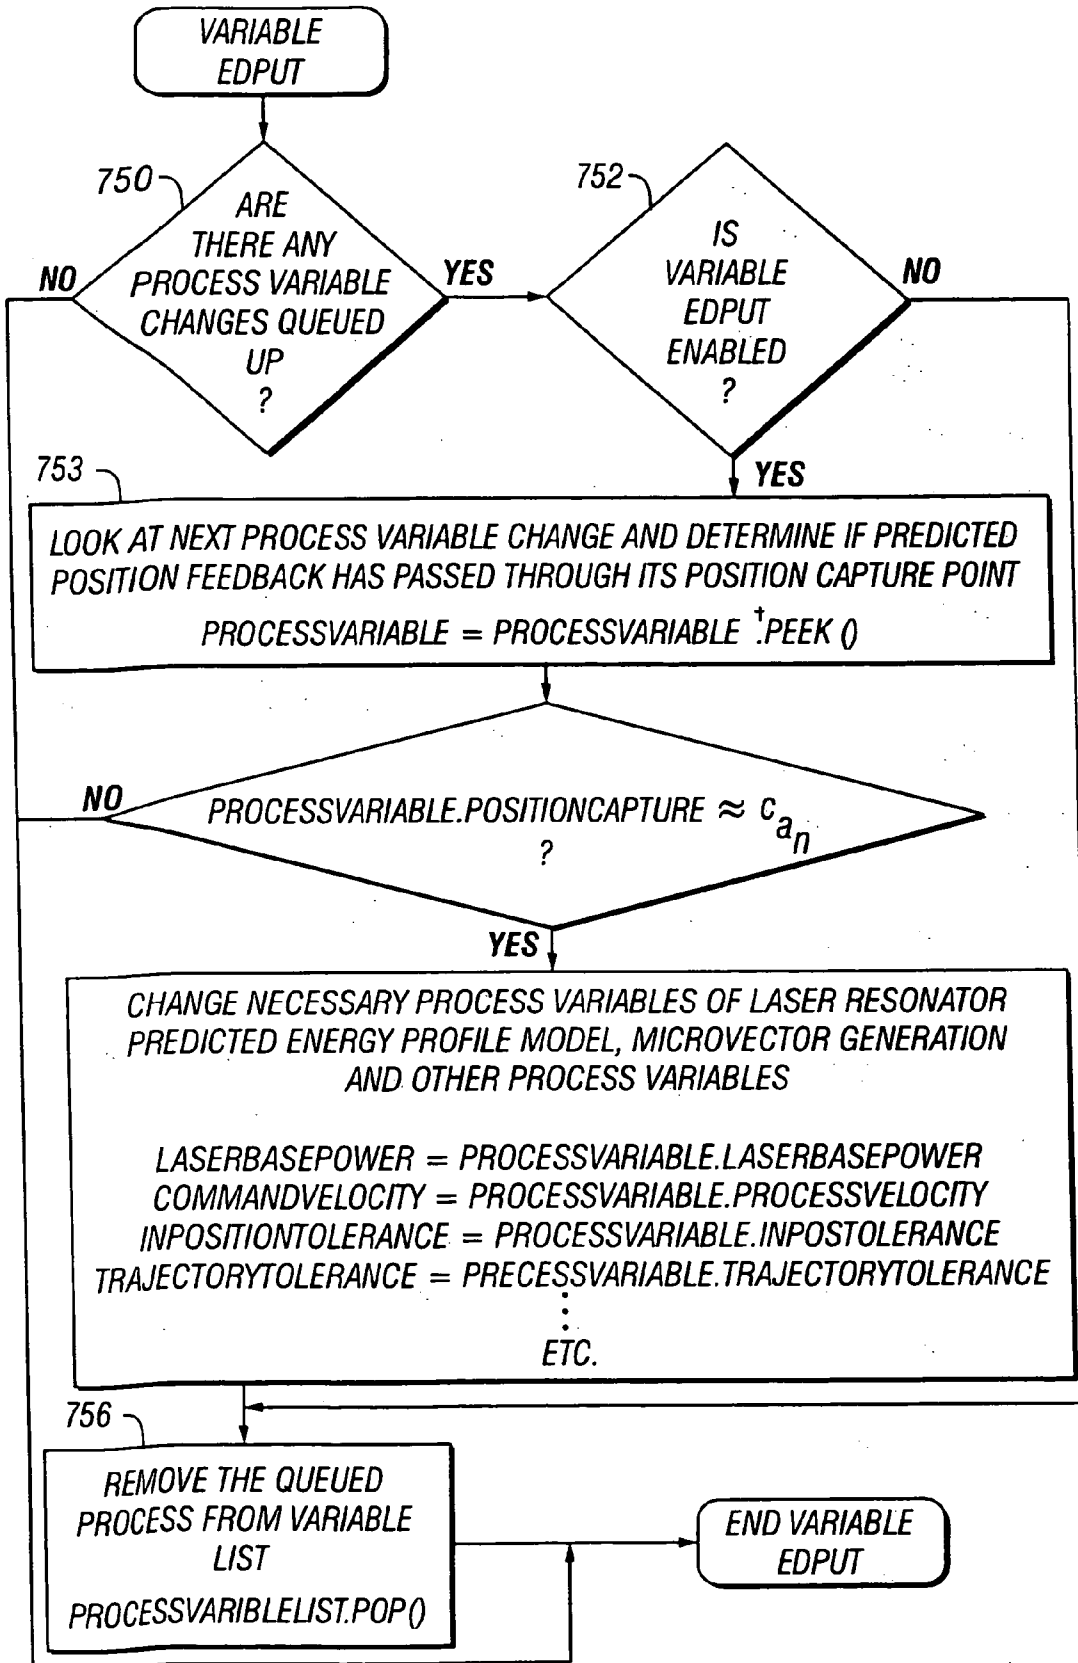 VARIABLE
EDPUT
750
ARE
THERE ANY
PROCESS VARIABLE
CHANGES QUEUED
UP
?
NO
YES
752
IS
VARIABLE
EDPUT
ENABLED
?
NO
YES
753
LOOK AT NEXT PROCESS VARIABLE CHANGE AND DETERMINE IF PREDICTED
POSITION FEEDBACK HAS PASSED THROUGH ITS POSITION CAPTURE POINT
PROCESSVARIABLE = PROCESSVARIABLE †.PEEK ()
NO
PROCESSVARIABLE.POSITIONCAPTURE ≈ c a n
?
YES
CHANGE NECESSARY PROCESS VARIABLES OF LASER RESONATOR
PREDICTED ENERGY PROFILE MODEL, MICROVECTOR GENERATION
AND OTHER PROCESS VARIABLES
LASERBASEPOWER = PROCESSVARIABLE.LASERBASEPOWER
COMMANDVELOCITY = PROCESSVARIABLE.PROCESSVELOCITY
INPOSITIONTOLERANCE = PROCESSVARIABLE.INPOSTOLERANCE
TRAJECTORYTOLERANCE = PRECESSVARIABLE.TRAJECTORYTOLERANCE
⋮
ETC.
756
REMOVE THE QUEUED
PROCESS FROM VARIABLE
LIST
PROCESSVARIBLELIST.POP()
END VARIABLE
EDPUT